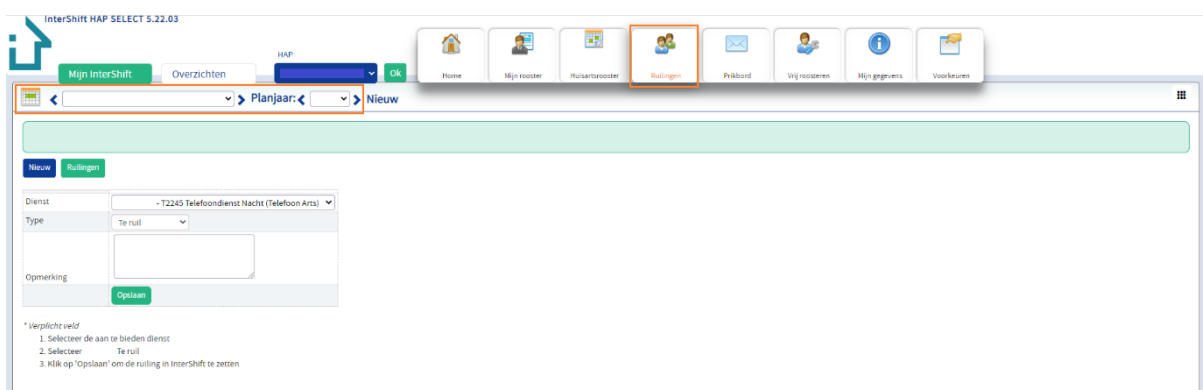 InterShift HAP SELECT 5.22.03
HAP
Mijn InterShift Overzichten Ok
Home Mijn rooster Huisartsrooster Ruilingen Prikbord Vrij roosteren Mijn gegevens Voorkeuren
Planjaar: Nieuw
Nieuw Ruilingen
Dienst - T2245 Telefoondienst Nacht (Telefoon Arts)
Type Te ruil
Opmerking
Opslaan
* Verplicht veld
1. Selecteer de aan te bieden dienst
2. Selecteer Te ruil
3. Klik op 'Opslaan' om de ruiling in InterShift te zetten